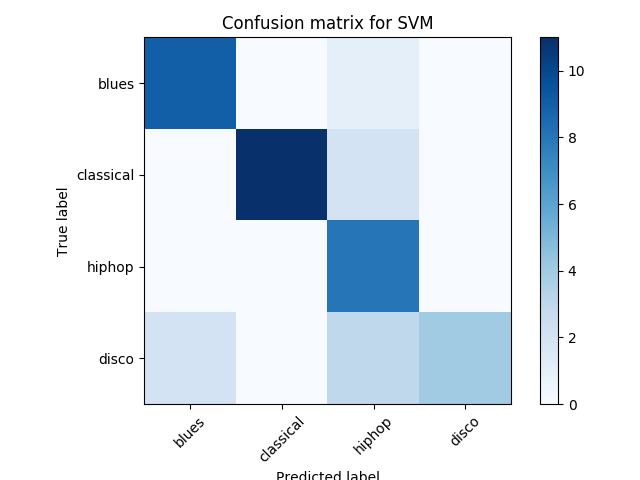 Confusion matrix for SVM
True label
blues
classical
hiphop
disco
blues
classical
hiphop
disco
Predicted label
10
8
6
4
2
0